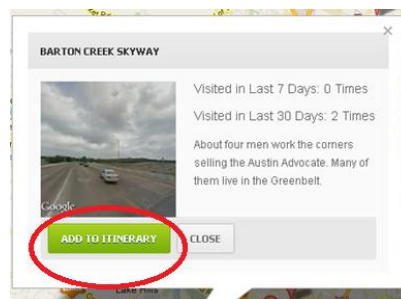 BARTON CREEK SKYWAY
Visited in Last 7 Days: 0 Times
Visited in Last 30 Days: 2 Times
About four men work the corners
selling the Austin Advocate. Many of
them live in the Greenbelt.
Google
ADD TO ITINERARY
CLOSE